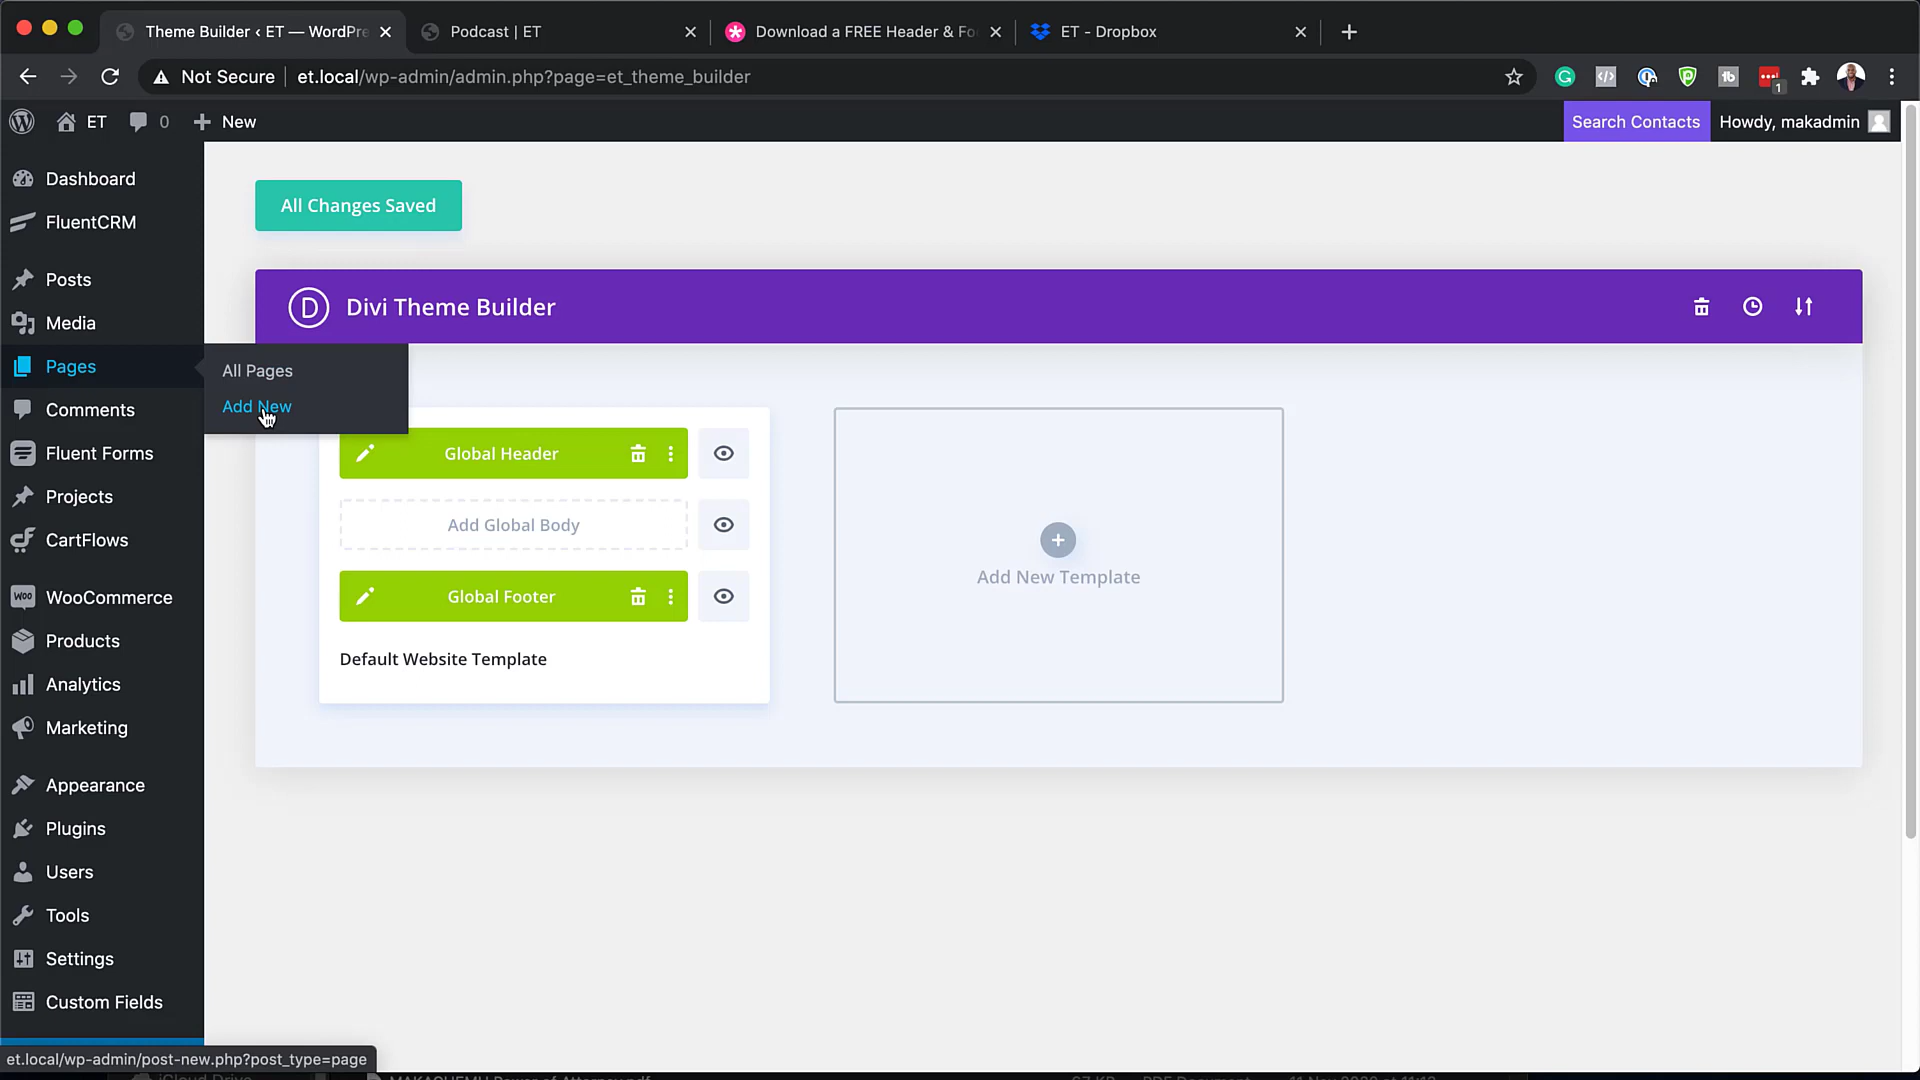 Theme Builder ‹ ET — WordPre
Podcast | ET
Download a FREE Header & Fo
ET - Dropbox
Not Secure
et.local/wp-admin/admin.php?page=et_theme_builder
1
ET
0
New
Search Contacts
Howdy, makadmin
Dashboard
FluentCRM
Posts
Media
Pages
Comments
Fluent Forms
Projects
CartFlows
WooCommerce
Products
Analytics
Marketing
Appearance
Plugins
Users
Tools
Settings
Custom Fields
All Pages
Add New
All Changes Saved
Divi Theme Builder
Global Header
Add Global Body
Global Footer
Default Website Template
Add New Template
et.local/wp-admin/post-new.php?post_type=page